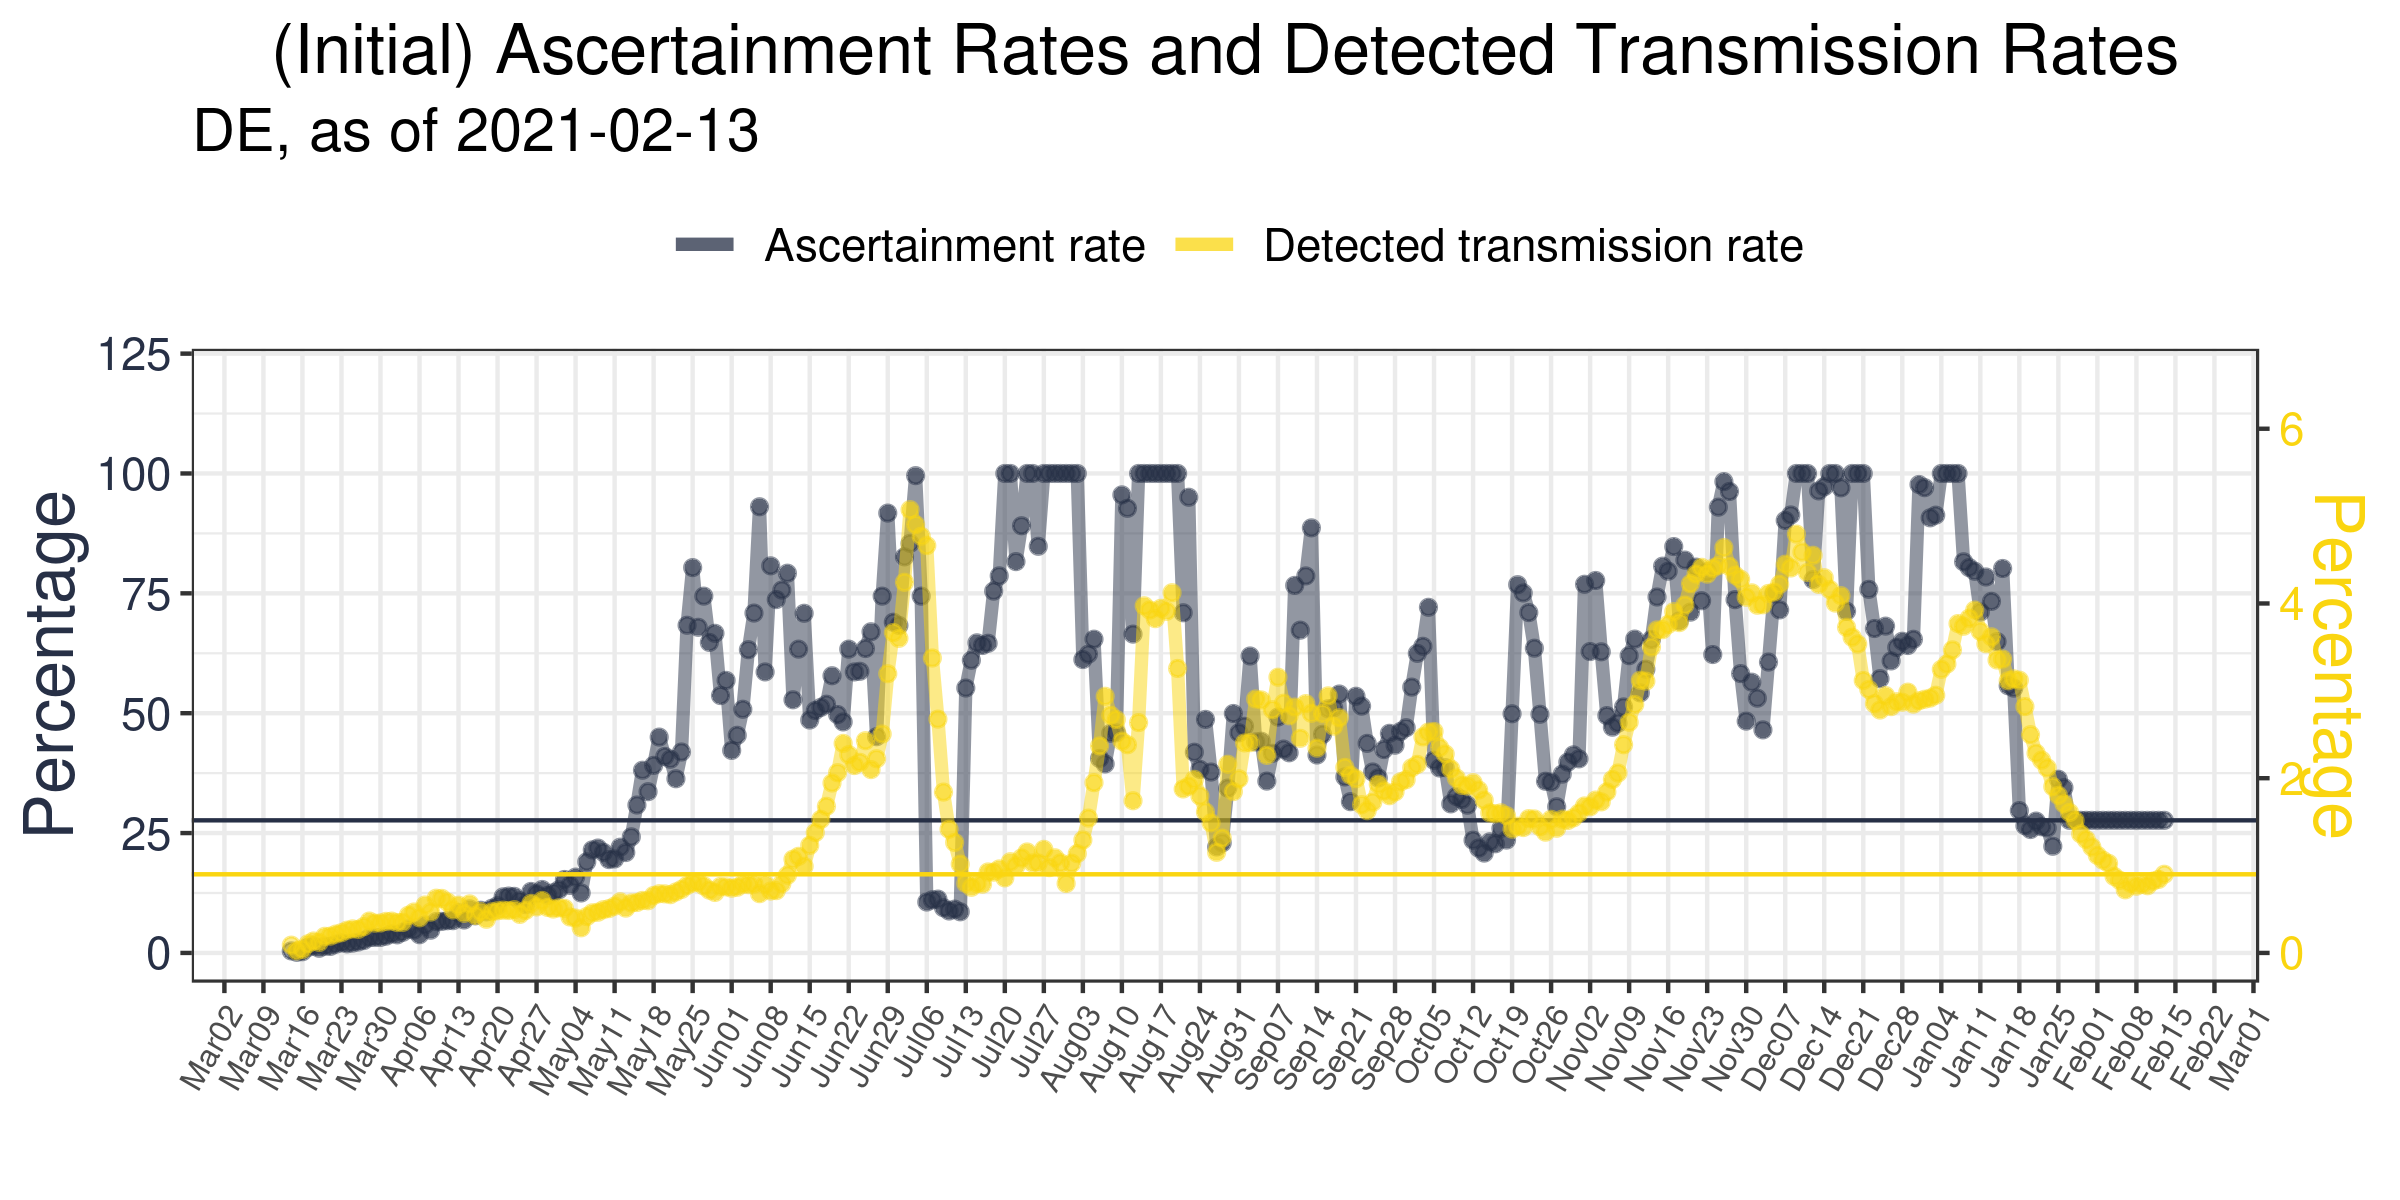 (Initial) Ascertainment Rates and Detected Transmission Rates
DE, as of 2021-02-13
Ascertainment rate
Detected transmission rate
125
100
75
50
25
0
Percentage
6
4
2
0
Percentage
Mar02
Mar09
Mar16
Mar23
Mar30
Apr06
Apr13
Apr20
Apr27
May04
May11
May18
May25
Jun01
Jun08
Jun15
Jun22
Jun29
Jul06
Jul13
Jul20
Jul27
Aug03
Aug10
Aug17
Aug24
Aug31
Sep07
Sep14
Sep21
Sep28
Oct05
Oct12
Oct19
Oct26
Nov02
Nov09
Nov16
Nov23
Nov30
Dec07
Dec14
Dec21
Dec28
Jan04
Jan11
Jan18
Jan25
Feb01
Feb08
Feb15
Feb22
Mar01